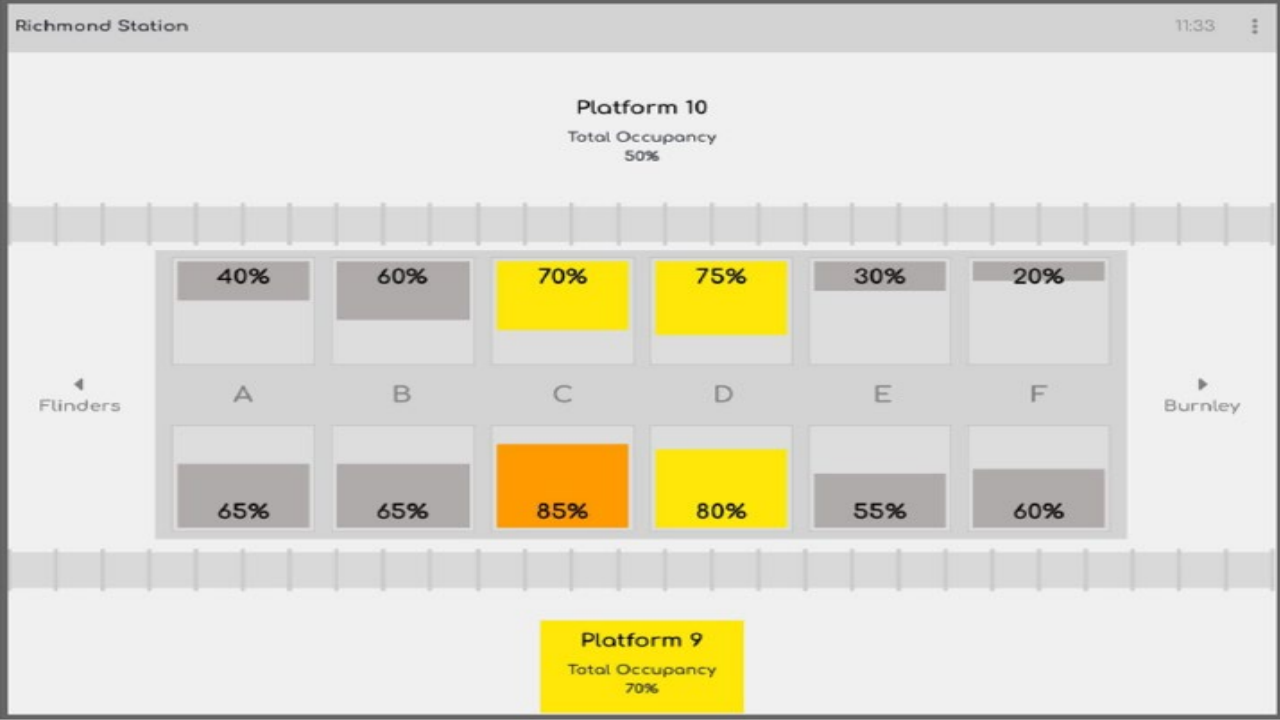 Richmond Station
11:33
Platform 10
Total Occupancy
50%
40% 60% 70% 75% 30% 20%
Flinders
A B C D E F
Burnley
65% 65% 85% 80% 55% 60%
Platform 9
Total Occupancy
70%